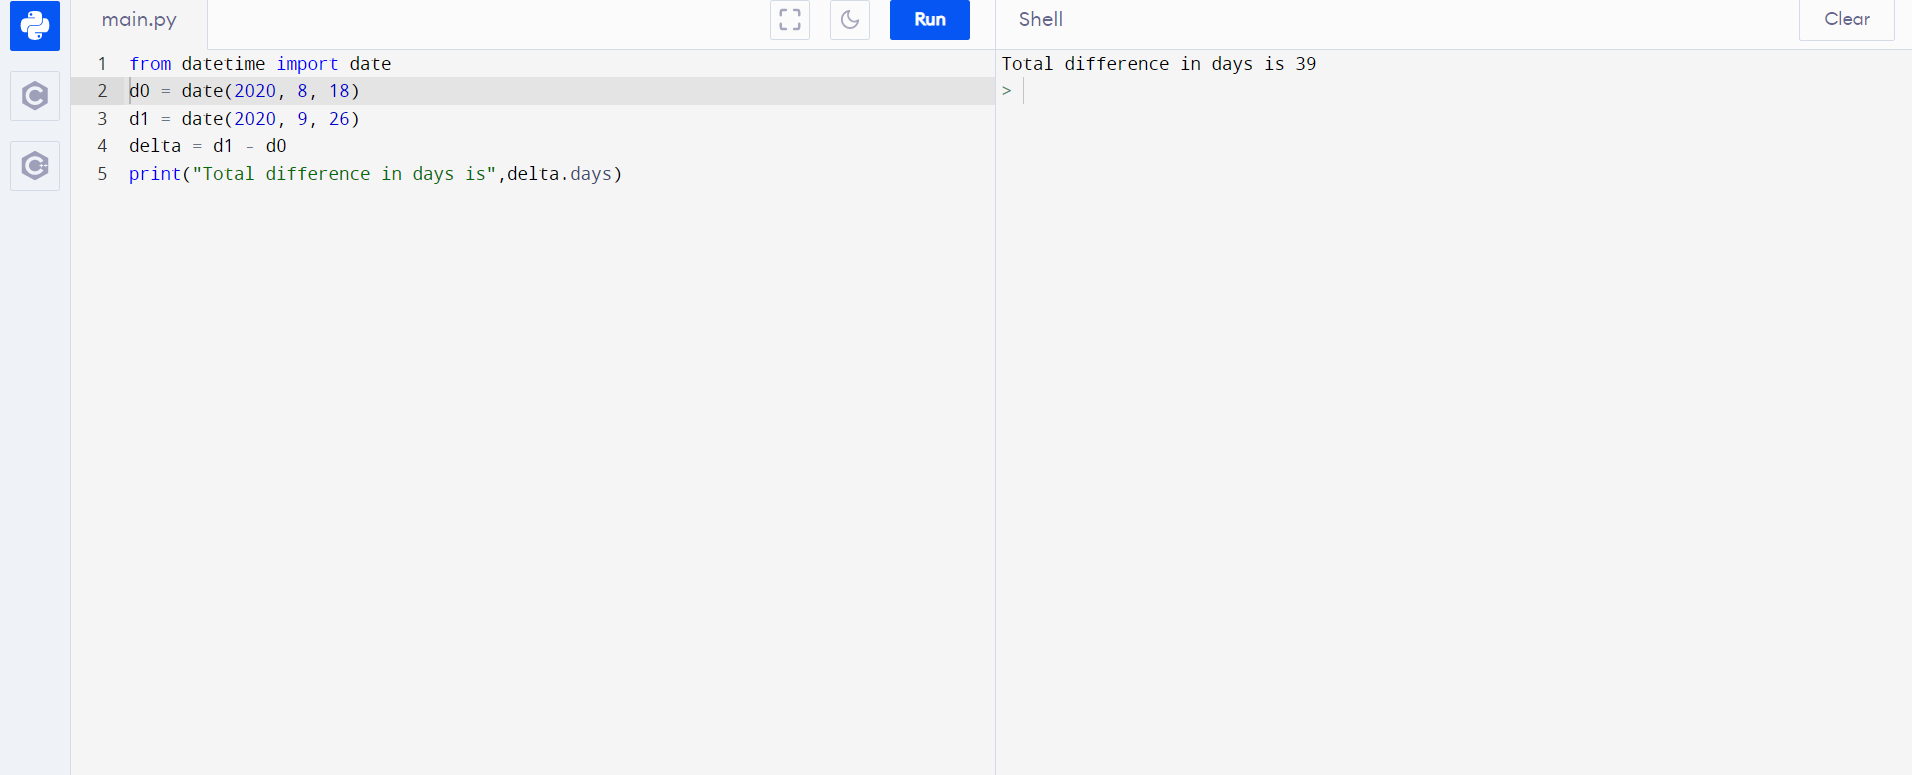 main.py
Run
Shell
Clear
1 from datetime import date
2 d0 = date(2020, 8, 18)
3 d1 = date(2020, 9, 26)
4 delta = d1 - d0
5 print("Total difference in days is",delta.days)
Total difference in days is 39
>